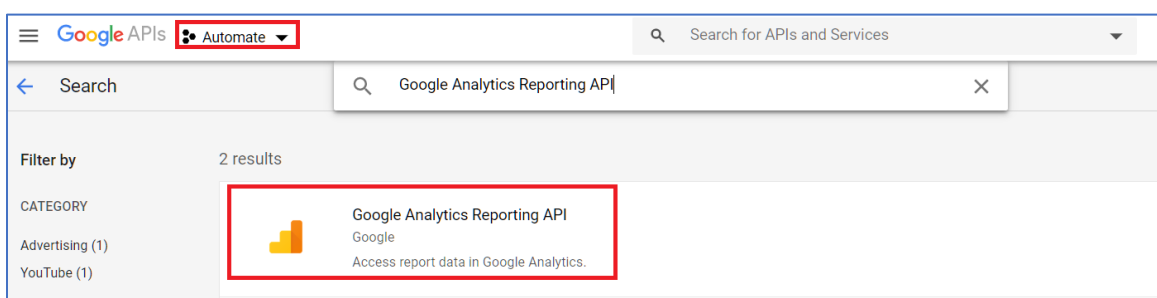 Google APIs Automate Search for APIs and Services
Search Google Analytics Reporting API
Filter by 2 results
CATEGORY
Advertising (1)
YouTube (1)
Google Analytics Reporting API
Google
Access report data in Google Analytics.